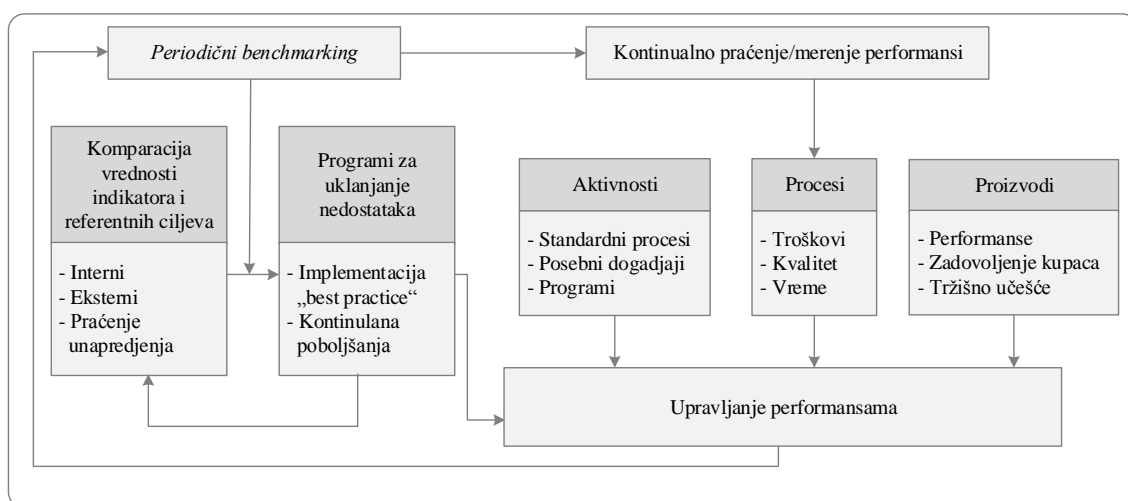 Periodični benchmarking
Kontinualno praćenje/merenje performansi
Komparacija
vrednosti
indikatora i
referentnih ciljeva
- Interni
- Eksterni
- Praćenje
unapredjenja
Programi za
uklanjanje
nedostataka
- Implementacija
„best practice“
- Kontinulana
poboljšanja
Aktivnosti
- Standardni procesi
- Posebni dogadjaji
- Programi
Procesi
- Troškovi
- Kvalitet
- Vreme
Proizvodi
- Performanse
- Zadovoljenje kupaca
- Tržišno učešće
Upravljanje performansama